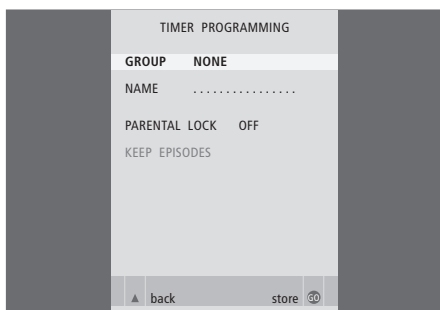 TIMER PROGRAMMING
GROUP NONE
NAME ................
PARENTAL LOCK OFF
KEEP EPISODES
▲ back store GO